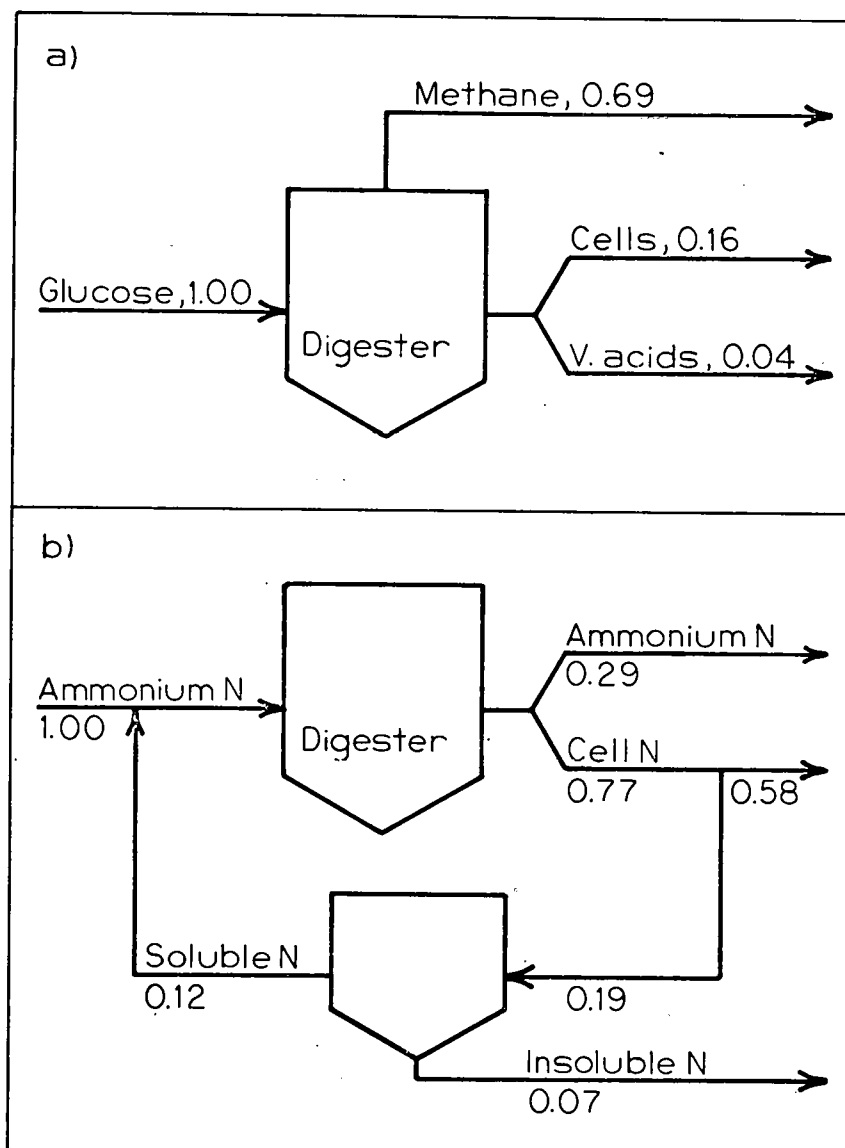 a)
Methane, 0.69
Cells, 0.16
Glucose, 1.00
Digester
V. acids, 0.04
b)
Ammonium N
0.29
Ammonium N
1.00
Digester
Cell N
0.77
0.58
Soluble N
0.12
0.19
Insoluble N
0.07